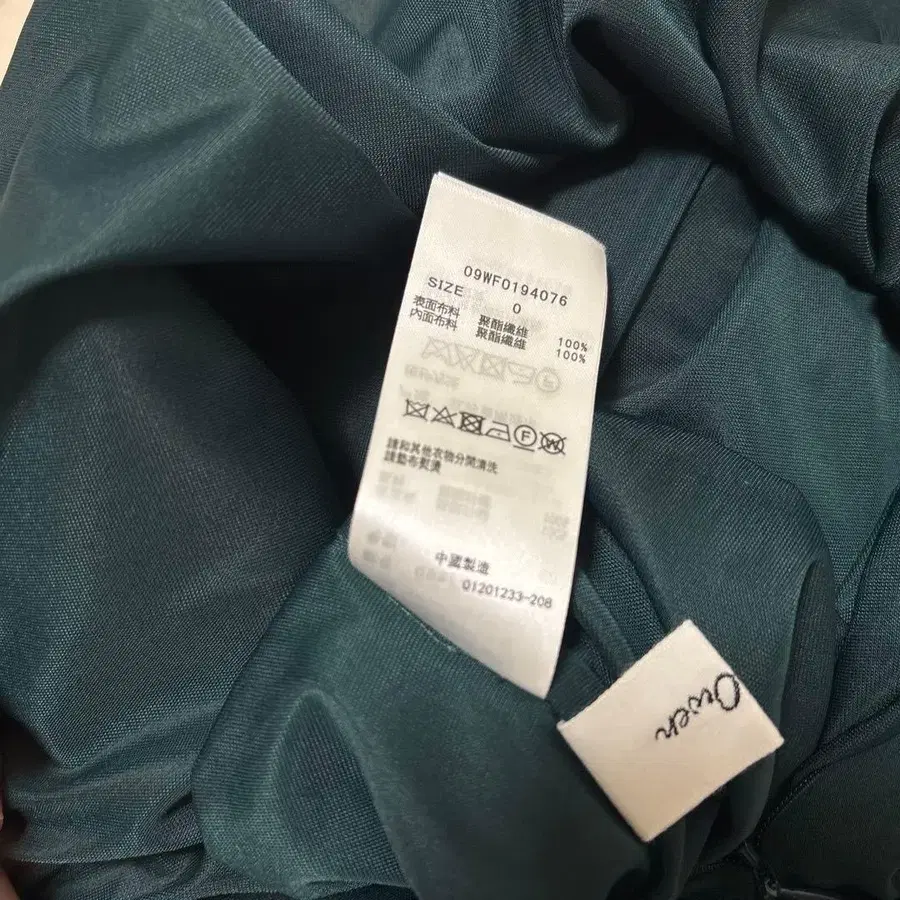 09WF0194076
SIZE 0
表面布料 聚酯纖維 100%
內面布料 聚酯纖維 100%
F
W
請和其他衣物分開清洗
請墊布熨燙
中國製造
01201233-208
Owen